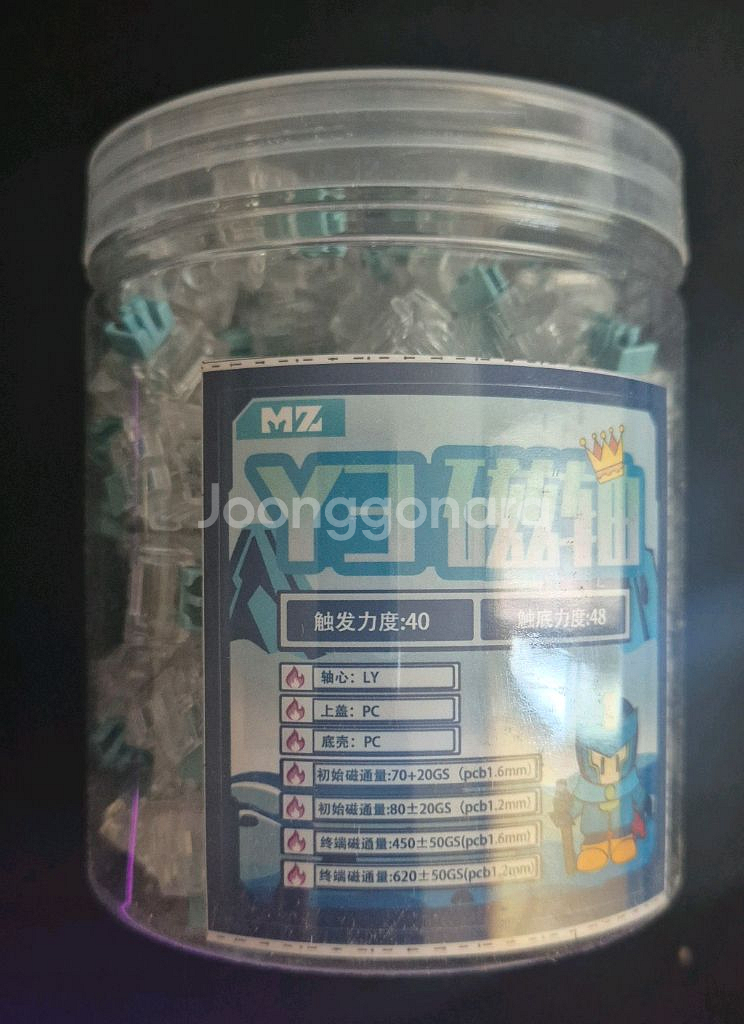 MZ
Y3 磁轴
Joonggonara
触发力度:40
触底力度:48
轴心：LY
上盖：PC
底壳：PC
初始磁通量:70+20GS（pcb1.6mm）
初始磁通量:80±20GS（pcb1.2mm）
终端磁通量:450±50GS(pcb1.6mm)
终端磁通量:620±50GS(pcb1.2mm)